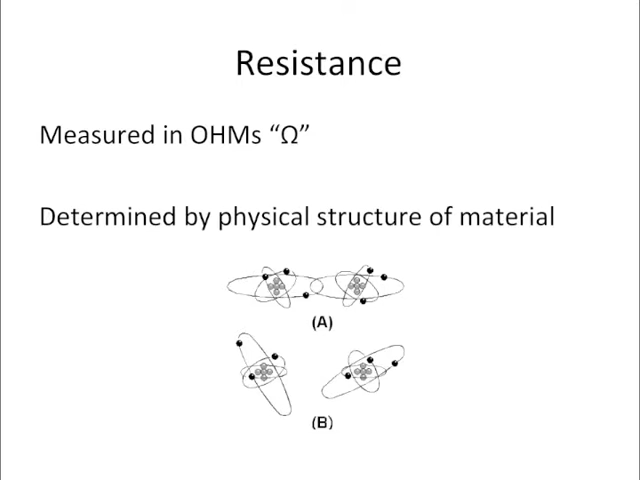 Resistance
Measured in OHMs “Ω”
Determined by physical structure of material
(A)
(B)